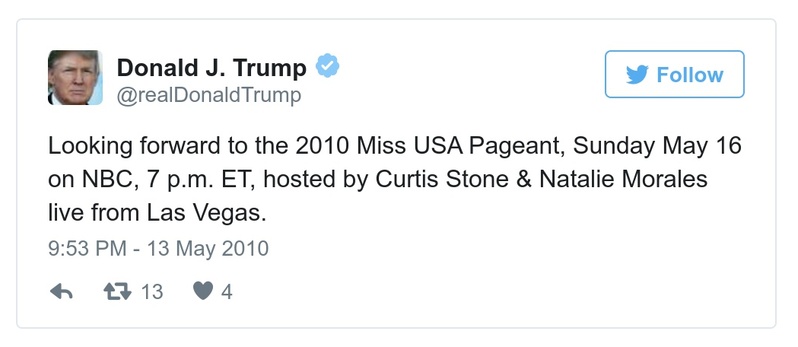 Donald J. Trump
@realDonaldTrump
Follow
Looking forward to the 2010 Miss USA Pageant, Sunday May 16
on NBC, 7 p.m. ET, hosted by Curtis Stone & Natalie Morales
live from Las Vegas.
9:53 PM - 13 May 2010
13 4